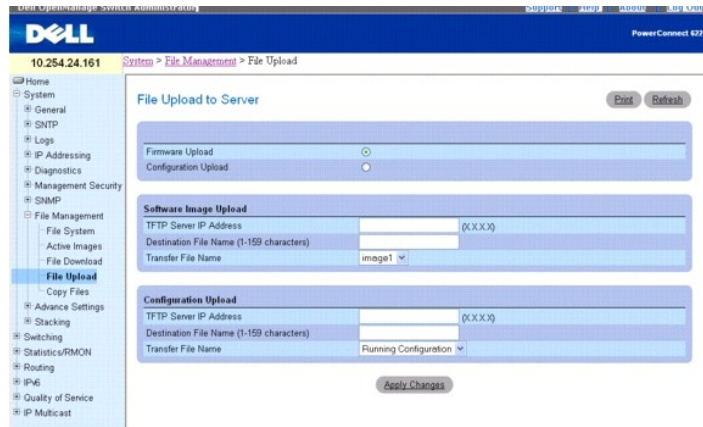 Dell OpenManage Switch Administrator Support Help About Log Out
DELL
PowerConnect 622
10.254.24.161
System > File Management > File Upload
Home
System
General
SNTP
Logs
IP Addressing
Diagnostics
Management Security
SNMP
File Management
File System
Active Images
File Download
File Upload
Copy Files
Advance Settings
Stacking
Switching
Statistics/RMON
Routing
IPv6
Quality of Service
IP Multicast
File Upload to Server
Print Refresh
Firmware Upload
Configuration Upload
Software Image Upload
TFTP Server IP Address (X.X.X.X)
Destination File Name (1-159 characters)
Transfer File Name image1
Configuration Upload
TFTP Server IP Address (X.X.X.X)
Destination File Name (1-159 characters)
Transfer File Name Running Configuration
Apply Changes